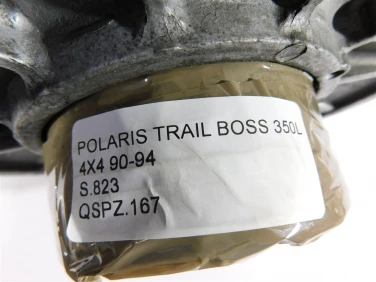 POLARIS TRAIL BOSS 350L
4X4 90-94
S.823
QSPZ.167